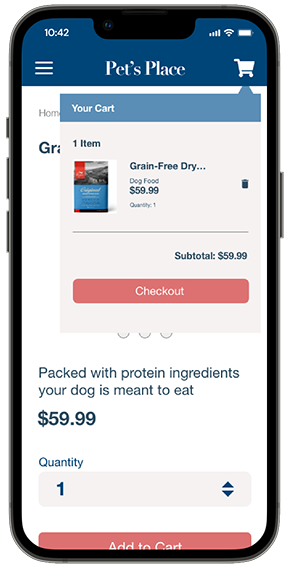 10:42
Pet's Place
Your Cart
Home
Gra
1 Item
Grain-Free Dry...
Dog Food
$59.99
Quantity: 1
Subtotal: $59.99
Checkout
Packed with protein ingredients
your dog is meant to eat
$59.99
Quantity
1
Add to Cart